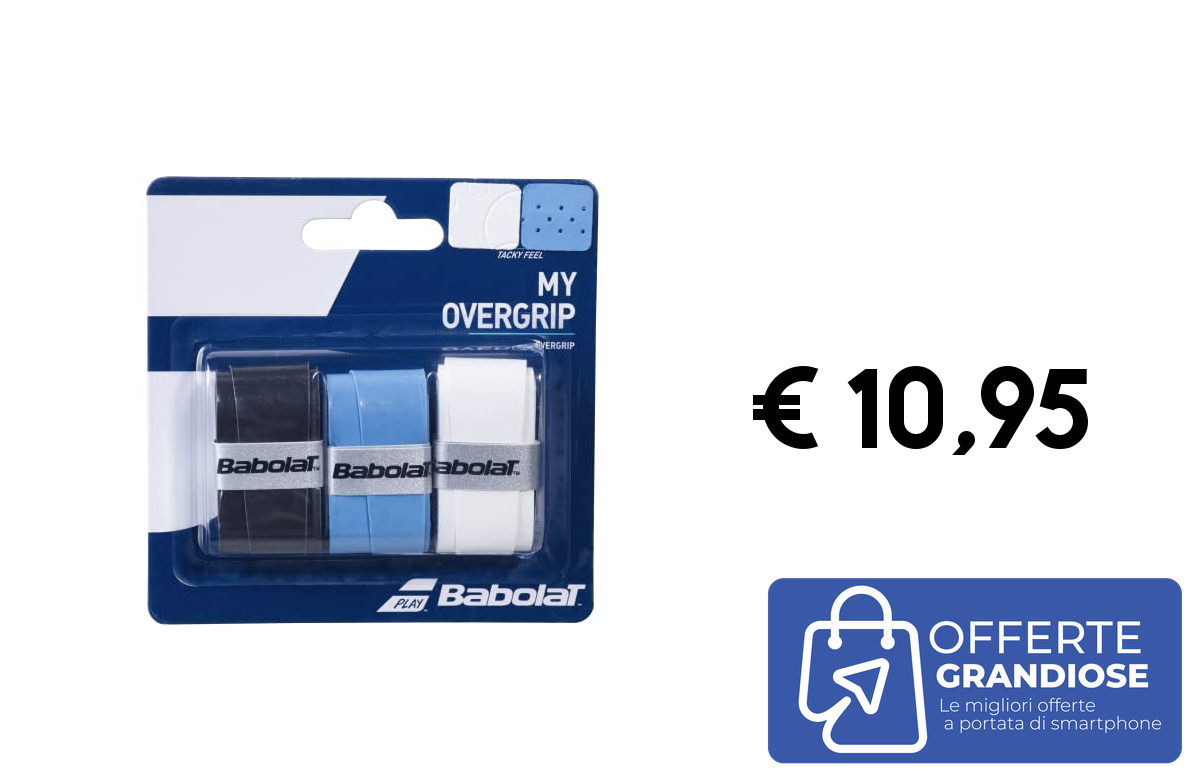 TACKY FEEL
MY
OVERGRIP
OVERGRIP
BabolaT
BabolaT
BabolaT
PLAY BabolaT
€ 10,95
OFFERTE
GRANDIOSE
Le migliori offerte
a portata di smartphone